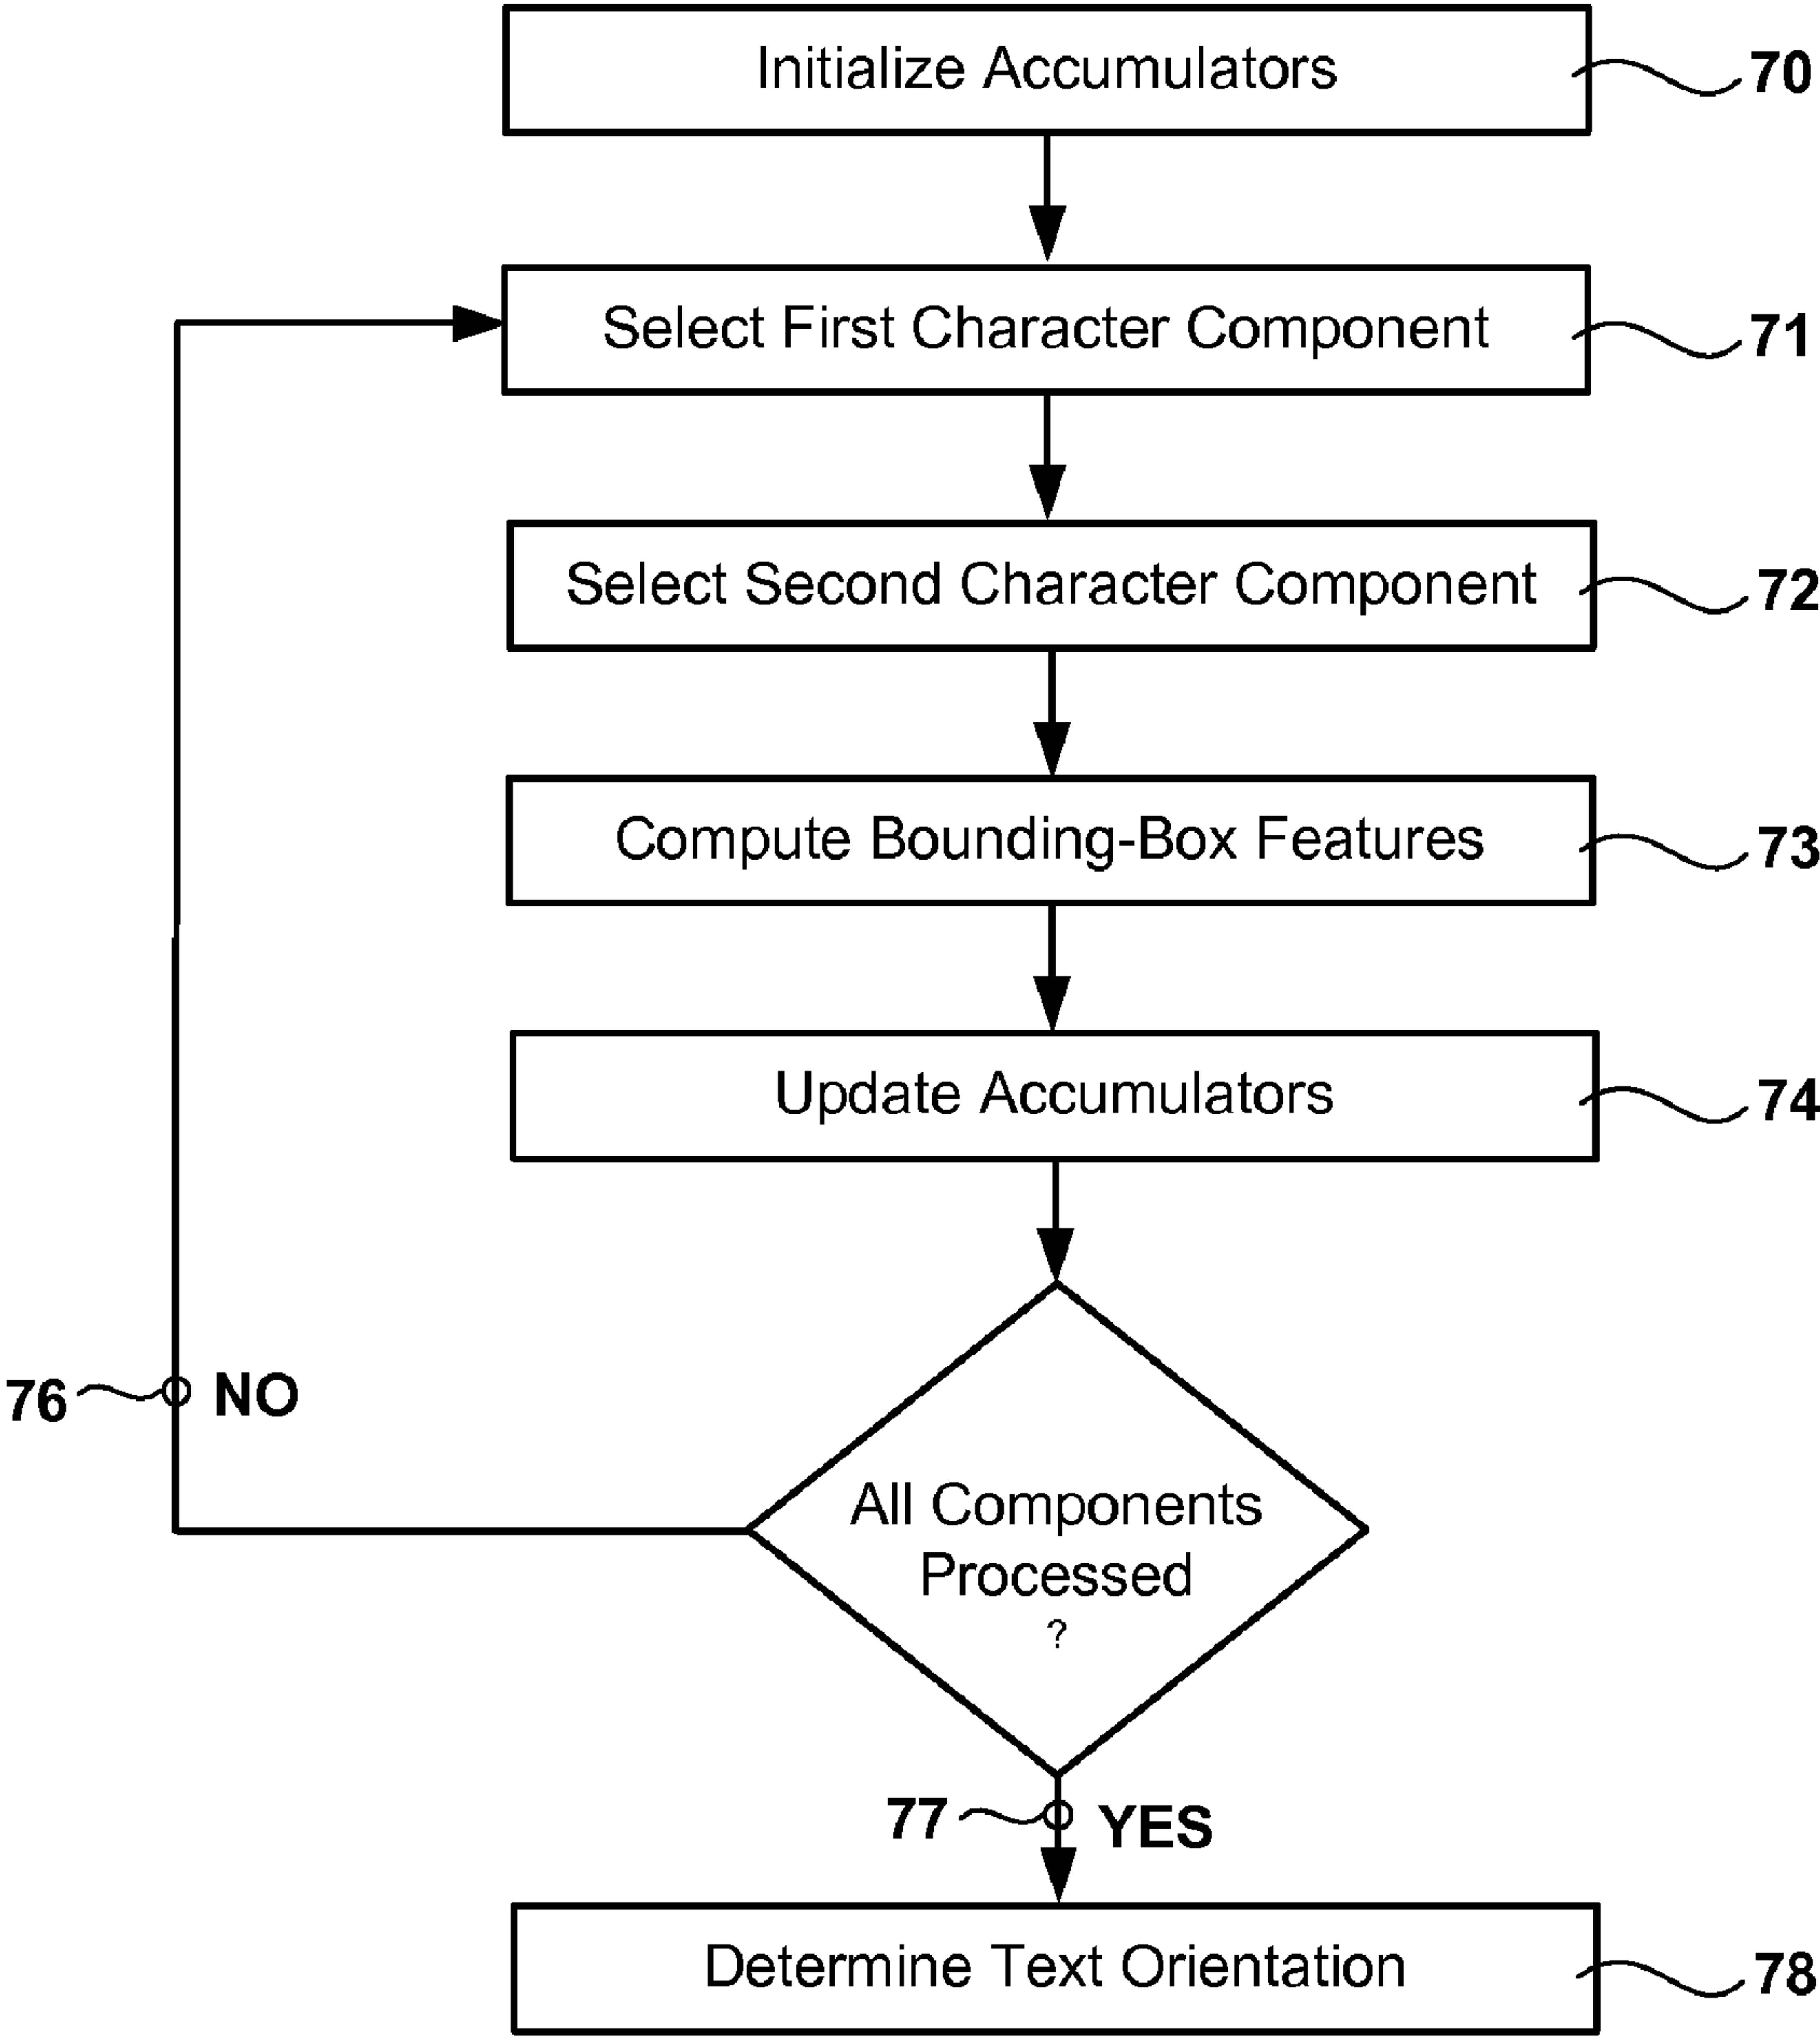 Initialize Accumulators
70
Select First Character Component
71
Select Second Character Component
72
Compute Bounding-Box Features
73
Update Accumulators
74
76
NO
All Components
Processed
?
77
YES
Determine Text Orientation
78